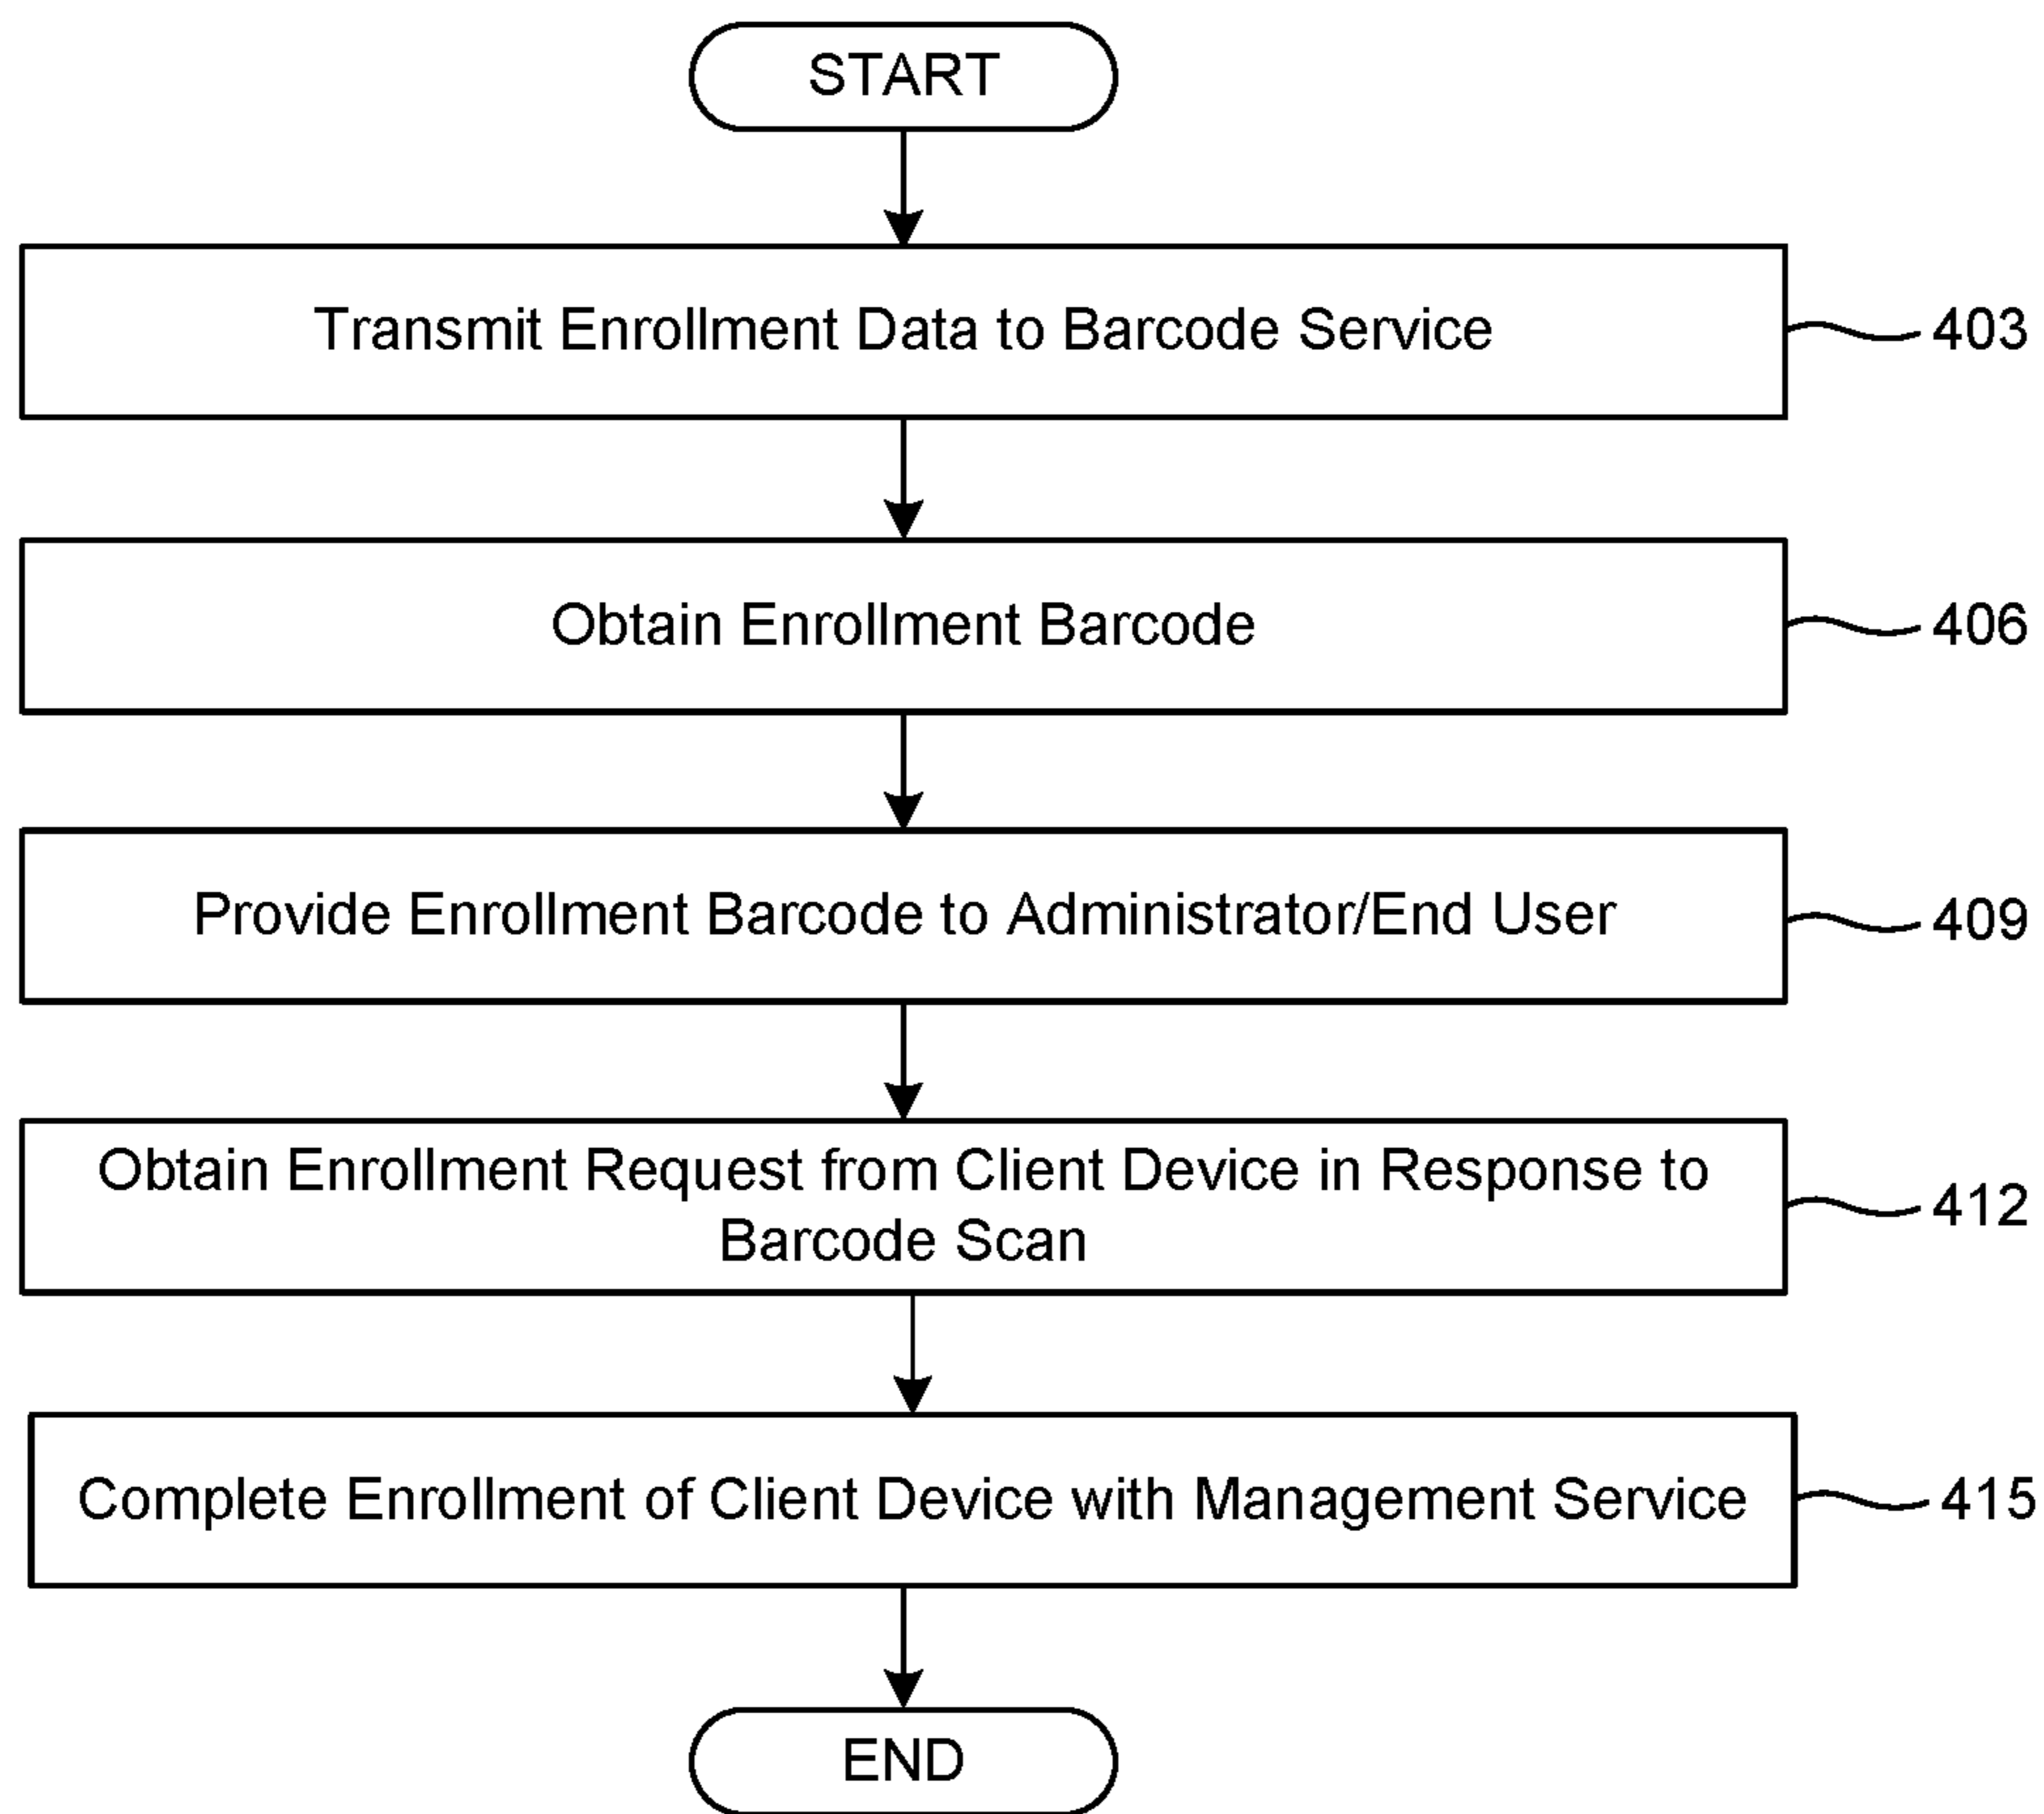 START
Transmit Enrollment Data to Barcode Service
403
Obtain Enrollment Barcode
406
Provide Enrollment Barcode to Administrator/End User
409
Obtain Enrollment Request from Client Device in Response to
Barcode Scan
412
Complete Enrollment of Client Device with Management Service
415
END